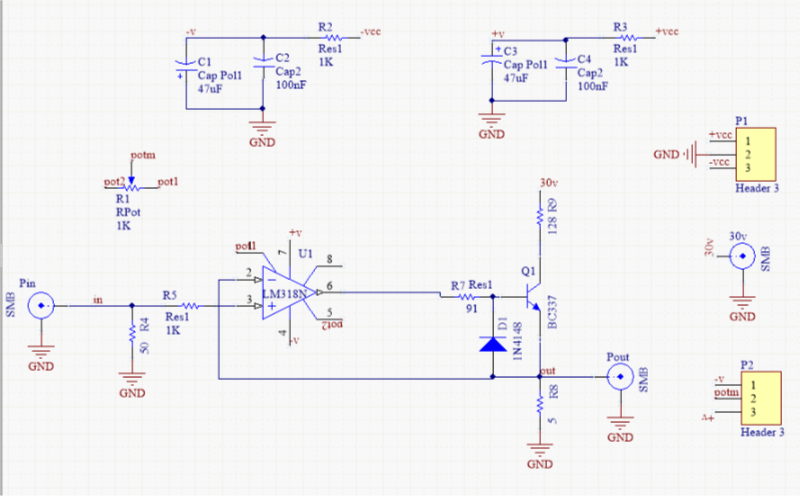 -v
R2
-vcc
Res1
1K
C1
Cap Pol1
47uF
C2
Cap2
100nF
GND
+v
R3
+vcc
Res1
1K
C3
Cap Pol1
47uF
C4
Cap2
100nF
GND
P1
+vcc
GND
-vcc
1
2
3
Header 3
potm
pot2
pot1
R1
RPot
1K
30v
128 R9
30v
30v
SMB
GND
Pin
SMB
in
GND
R4
50
GND
R5
Res1
1K
+v
pot1
U1
7
8
2
LM318N
6
3
5
pot2
4
-v
R7 Res1
91
Q1
BC337
D1
1N4148
out
Pout
SMB
GND
R8
5
GND
P2
-v
potm
+v
1
2
3
Header 3